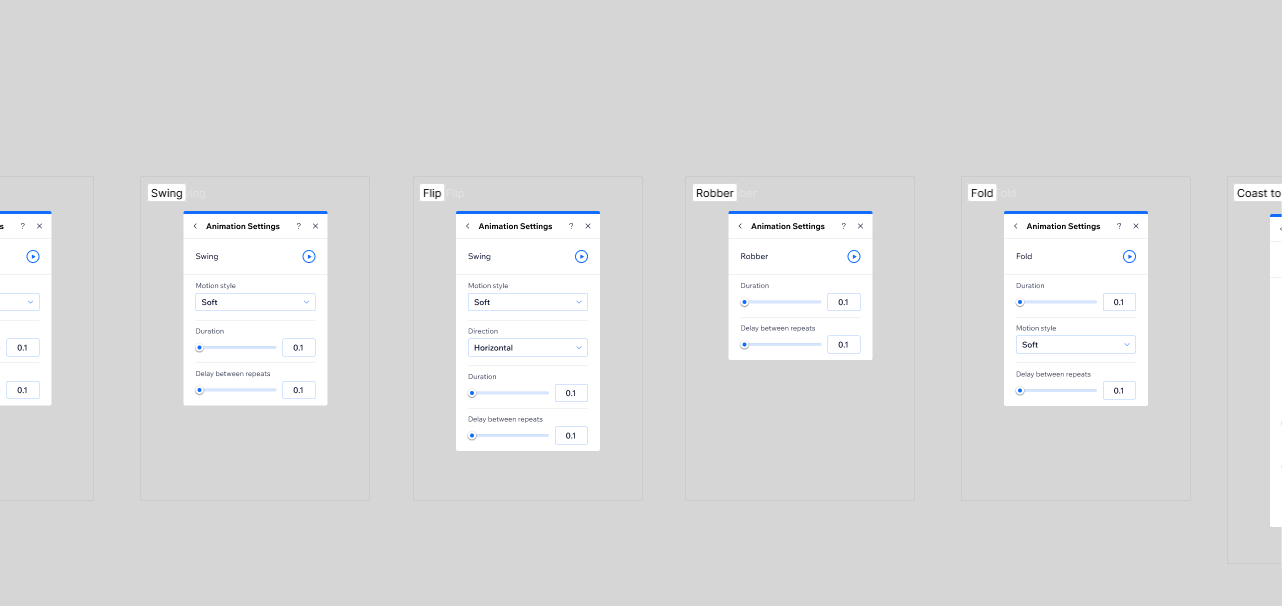 s ?
0.1
0.1
Swing
Animation Settings ?
Swing
Motion style
Soft
Duration
0.1
Delay between repeats
0.1
Flip Flip
Animation Settings ?
Swing
Motion style
Soft
Direction
Horizontal
Duration
0.1
Delay between repeats
0.1
Robber
Animation Settings ?
Robber
Duration
0.1
Delay between repeats
0.1
Fold
Animation Settings ?
Fold
Duration
0.1
Motion style
Soft
Delay between repeats
0.1
Coast to